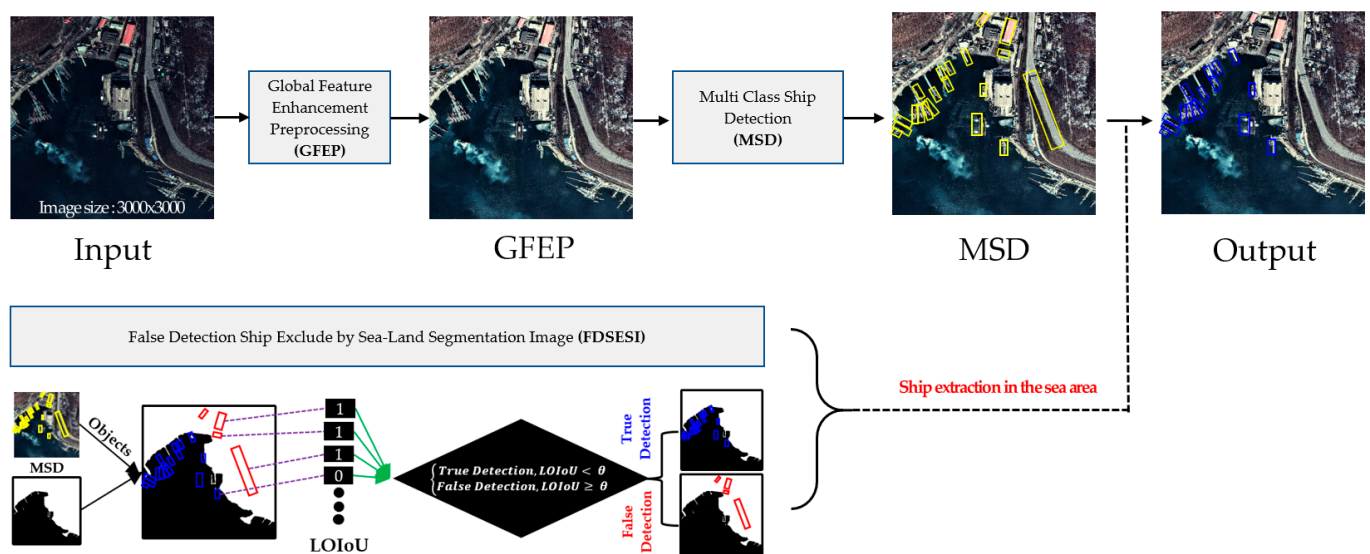 Image size : 3000x3000
Global Feature
Enhancement
Preprocessing
(GFEP)
Multi Class Ship
Detection
(MSD)
Input
GFEP
MSD
Output
False Detection Ship Exclude by Sea-Land Segmentation Image (FDSESI)
Ship extraction in the sea area
MSD
Objects
1
1
1
0
LOIoU
True Detection, LOIoU < θ
False Detection, LOIoU ≥ θ
True
Detection
False
Detection